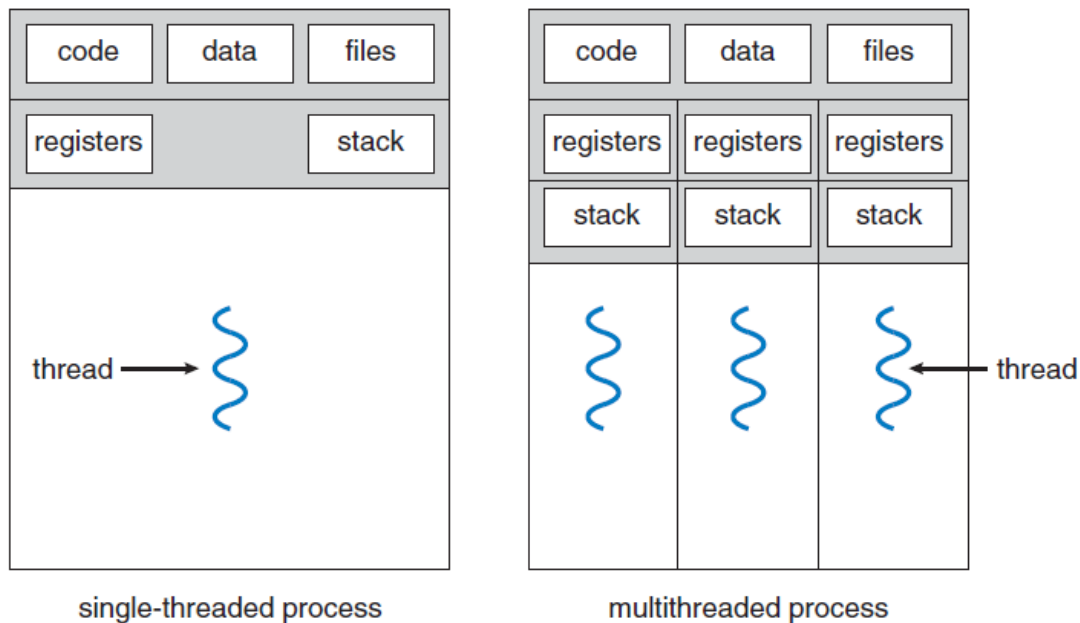 code data files code data files
registers stack registers registers registers
stack stack stack
thread thread
single-threaded process multithreaded process